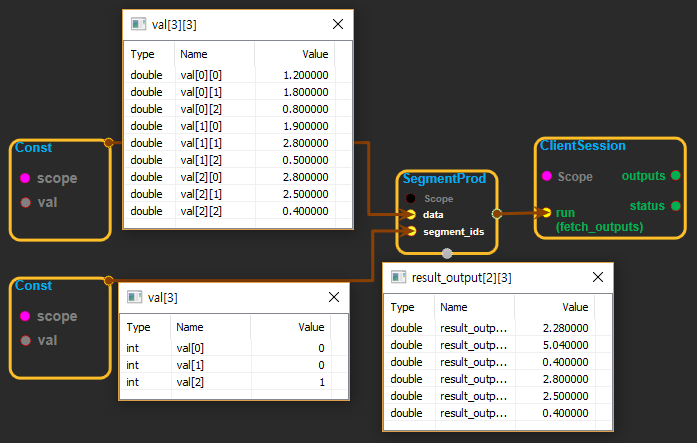 val[3][3]
Type Name Value
double val[0][0] 1.200000
double val[0][1] 1.800000
double val[0][2] 0.800000
double val[1][0] 1.900000
double val[1][1] 2.800000
double val[1][2] 0.500000
double val[2][0] 2.800000
double val[2][1] 2.500000
double val[2][2] 0.400000
Const
scope
val
SegmentProd
Scope
data
segment_ids
ClientSession
Scope outputs
status
run
(fetch_outputs)
Const
scope
val
val[3]
Type Name Value
int val[0] 0
int val[1] 0
int val[2] 1
result_output[2][3]
Type Name Value
double result_outp... 2.280000
double result_outp... 5.040000
double result_outp... 0.400000
double result_outp... 2.800000
double result_outp... 2.500000
double result_outp... 0.400000